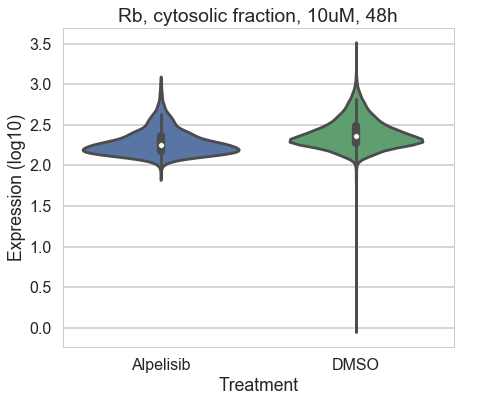 Rb, cytosolic fraction, 10uM, 48h
Expression (log10)
3.5
3.0
2.5
2.0
1.5
1.0
0.5
0.0
Alpelisib
DMSO
Treatment